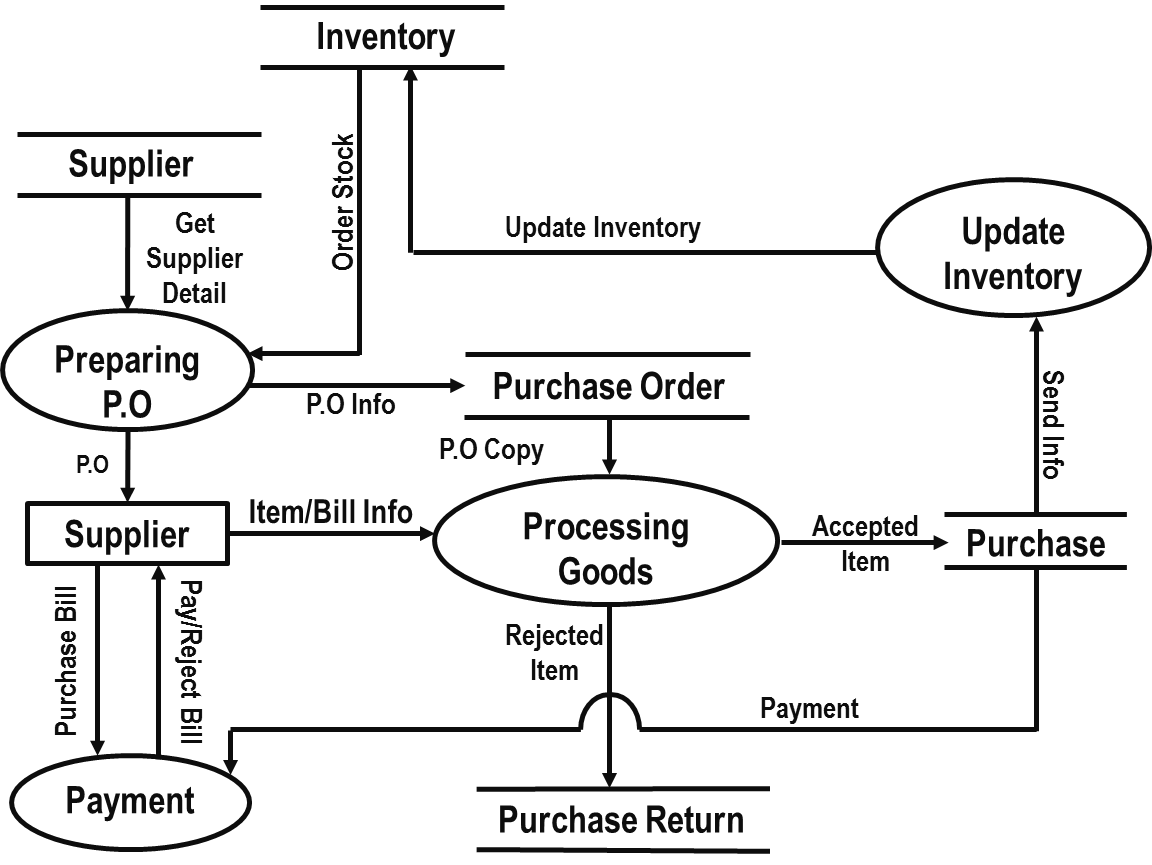 Inventory
Supplier
Get
Supplier
Detail
Order Stock
Update Inventory
Update
Inventory
Preparing
P.O
P.O Info
Purchase Order
P.O Copy
Send Info
P.O
Supplier
Item/Bill Info
Processing
Goods
Accepted
Item
Purchase
Purchase Bill
Pay/Reject Bill
Rejected
Item
Payment
Payment
Purchase Return